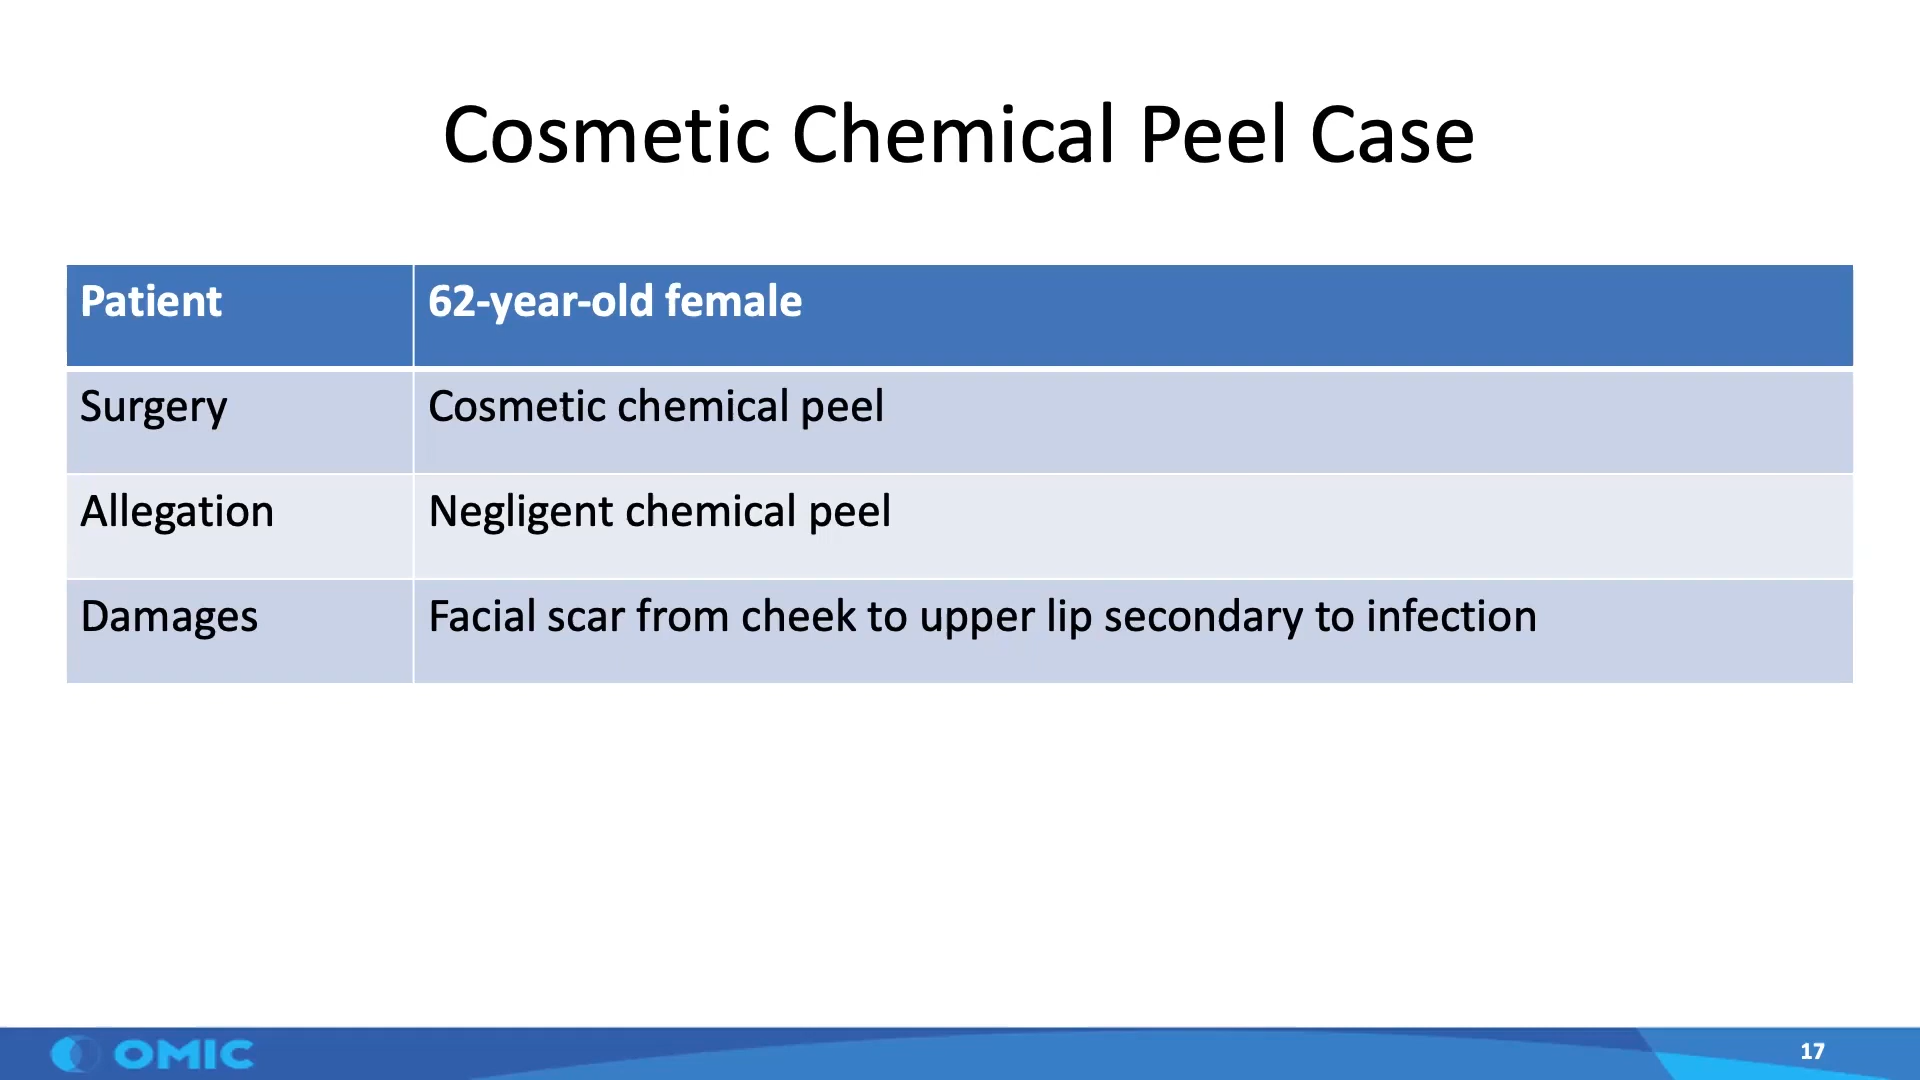 Cosmetic Chemical Peel Case
Patient 62-year-old female
Surgery Cosmetic chemical peel
Allegation Negligent chemical peel
Damages Facial scar from cheek to upper lip secondary to infection
OMIC 17